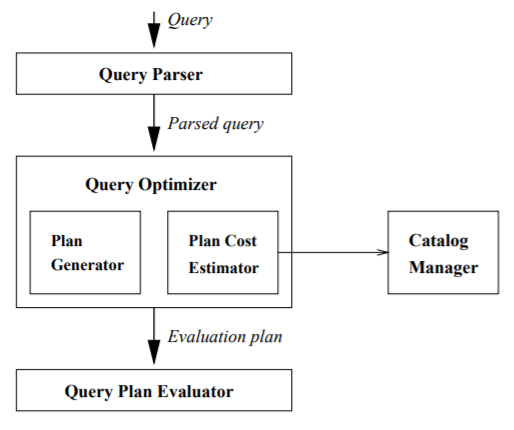 Query
Query Parser
Parsed query
Query Optimizer
Plan
Generator
Plan Cost
Estimator
Catalog
Manager
Evaluation plan
Query Plan Evaluator